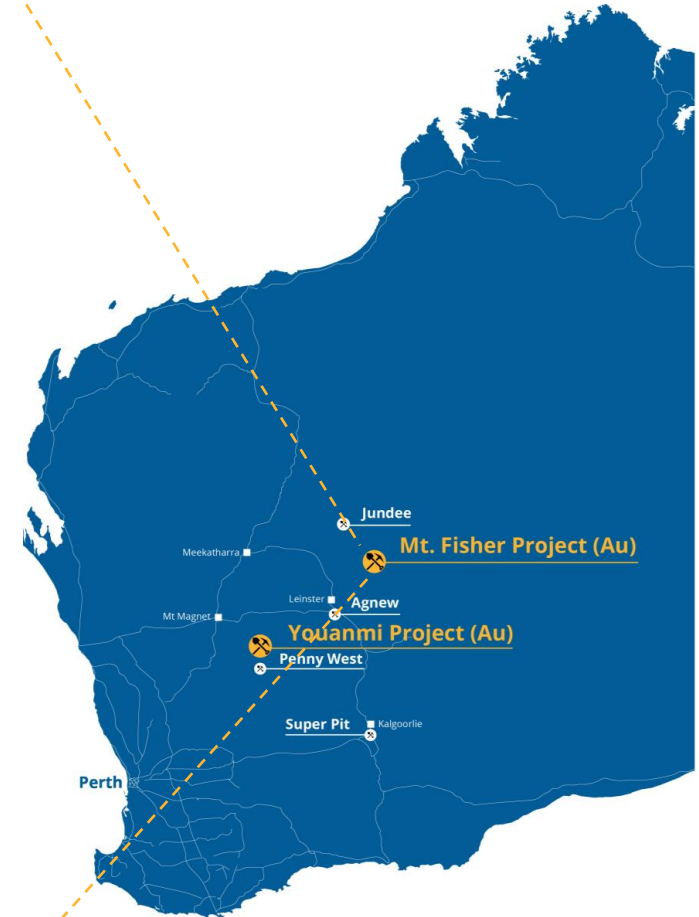 Jundee
Mt. Fisher Project (Au)
Meekatharra
Leinster
Agnew
Mt Magnet
Youanmi Project (Au)
Penny West
Super Pit
Kalgoorlie
Perth